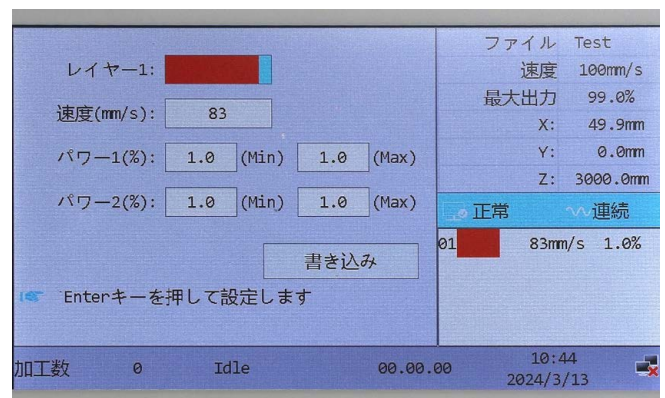 レイヤー1:
速度(mm/s): 83
パワー1(%): 1.0 (Min) 1.0 (Max)
パワー2(%): 1.0 (Min) 1.0 (Max)
書き込み
Enterキーを押して設定します
ファイル Test
速度 100mm/s
最大出力 99.0%
X: 49.9mm
Y: 0.0mm
Z: 3000.0mm
正常 連続
01 83mm/s 1.0%
加工数 0 Idle 00.00.00 10:44
2024/3/13